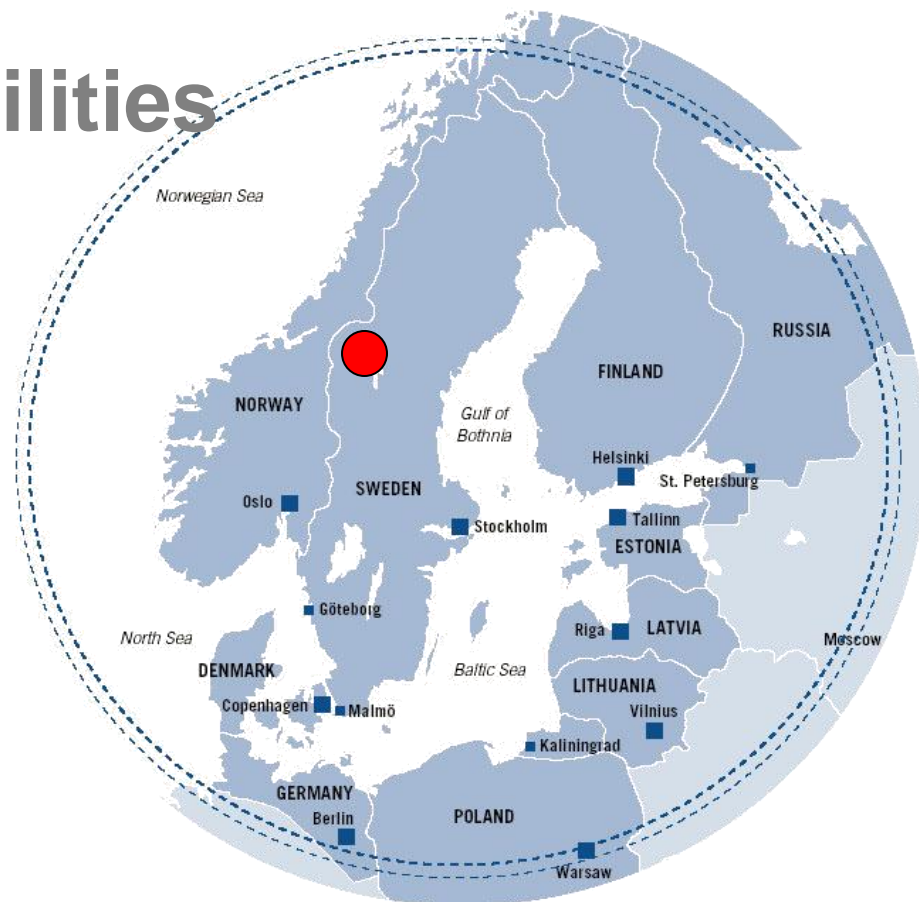 ilities
Norwegian Sea
RUSSIA
FINLAND
NORWAY
Gulf of
Bothnia
Helsinki
St. Petersburg
SWEDEN
Oslo
Stockholm
Tallinn
ESTONIA
Göteborg
North Sea
Riga
LATVIA
Moscow
DENMARK
Baltic Sea
LITHUANIA
Copenhagen
Malmö
Vilnius
Kaliningrad
GERMANY
Berlin
POLAND
Warsaw